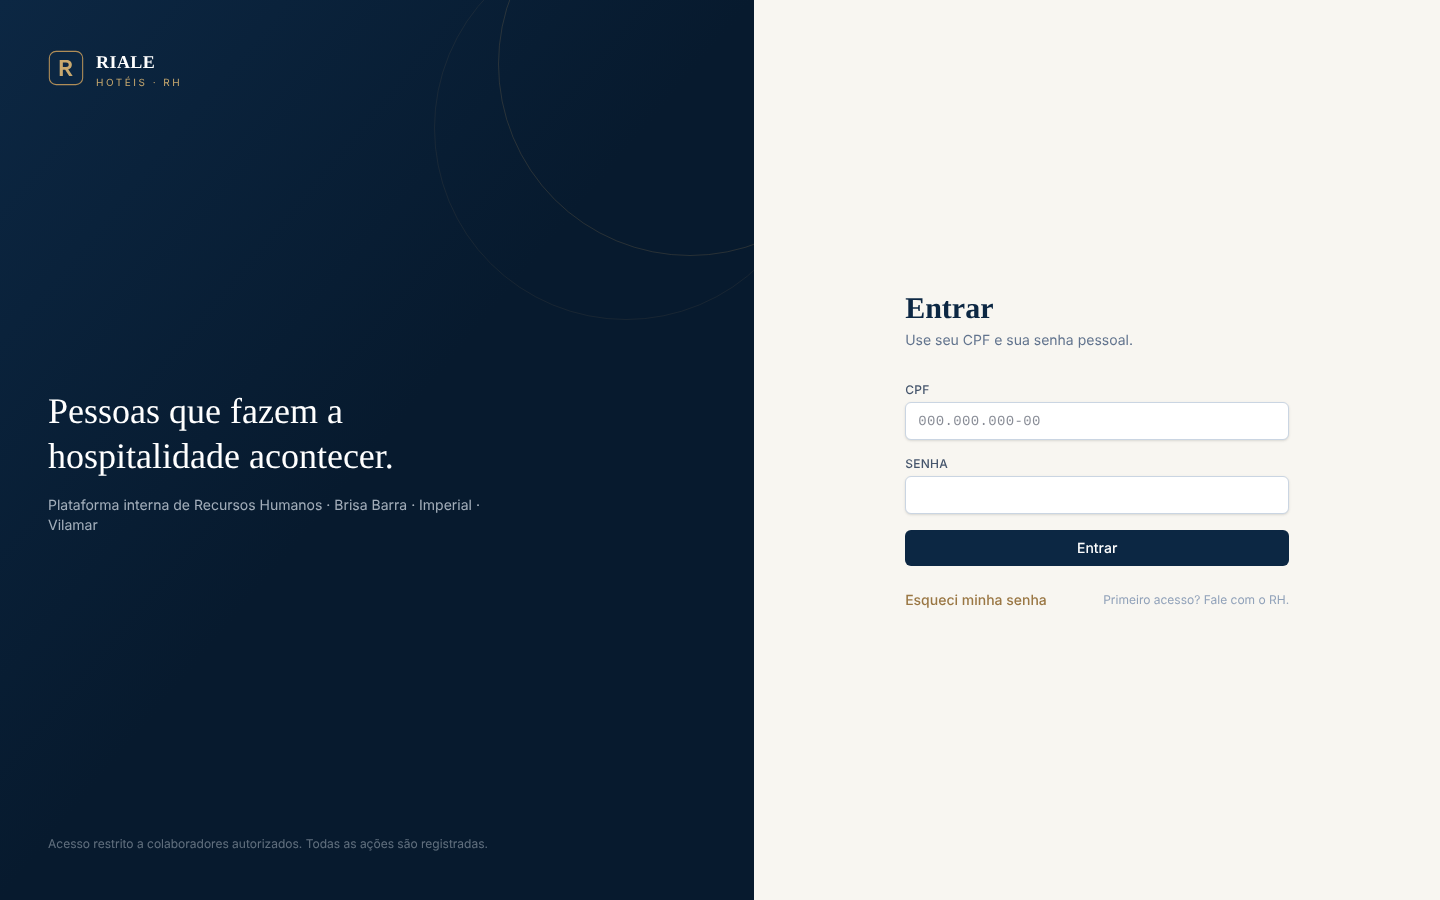 R
RIALE
HOTÉIS · RH
Pessoas que fazem a
hospitalidade acontecer.
Plataforma interna de Recursos Humanos · Brisa Barra · Imperial ·
Vilamar
Acesso restrito a colaboradores autorizados. Todas as ações são registradas.
Entrar
Use seu CPF e sua senha pessoal.
CPF
000.000.000-00
SENHA
Entrar
Esqueci minha senha
Primeiro acesso? Fale com o RH.